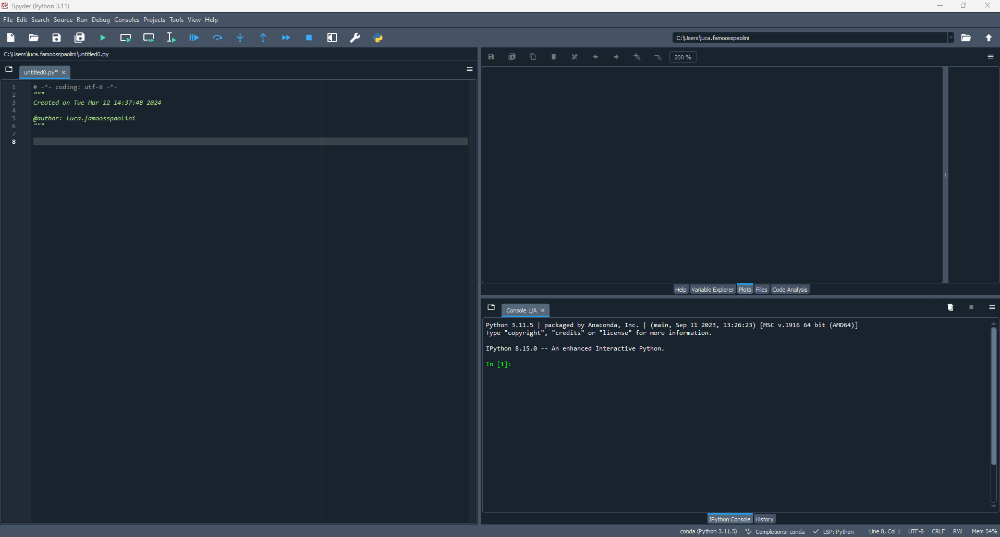 Spyder (Python 3.11)
File Edit Search Source Run Debug Consoles Projects Tools View Help
C:\Users\luca.famoosspaolini
C:\Users\luca.famoosspaolini\untitled0.py
untitled0.py*
1 # -*- coding: utf-8 -*-
2 """
3 Created on Tue Mar 12 14:37:48 2024
4
5 @author: luca.famoosspaolini
6 """
7
8
200 %
Help Variable Explorer Plots Files Code Analysis
Console 1/A
Python 3.11.5 | packaged by Anaconda, Inc. | (main, Sep 11 2023, 13:26:23) [MSC v.1916 64 bit (AMD64)]
Type "copyright", "credits" or "license" for more information.
IPython 8.15.0 -- An enhanced Interactive Python.
In [1]:
IPython Console History
conda (Python 3.11.5) Completions: conda LSP: Python Line 8, Col 1 UTF-8 CRLF RW Mem 54%